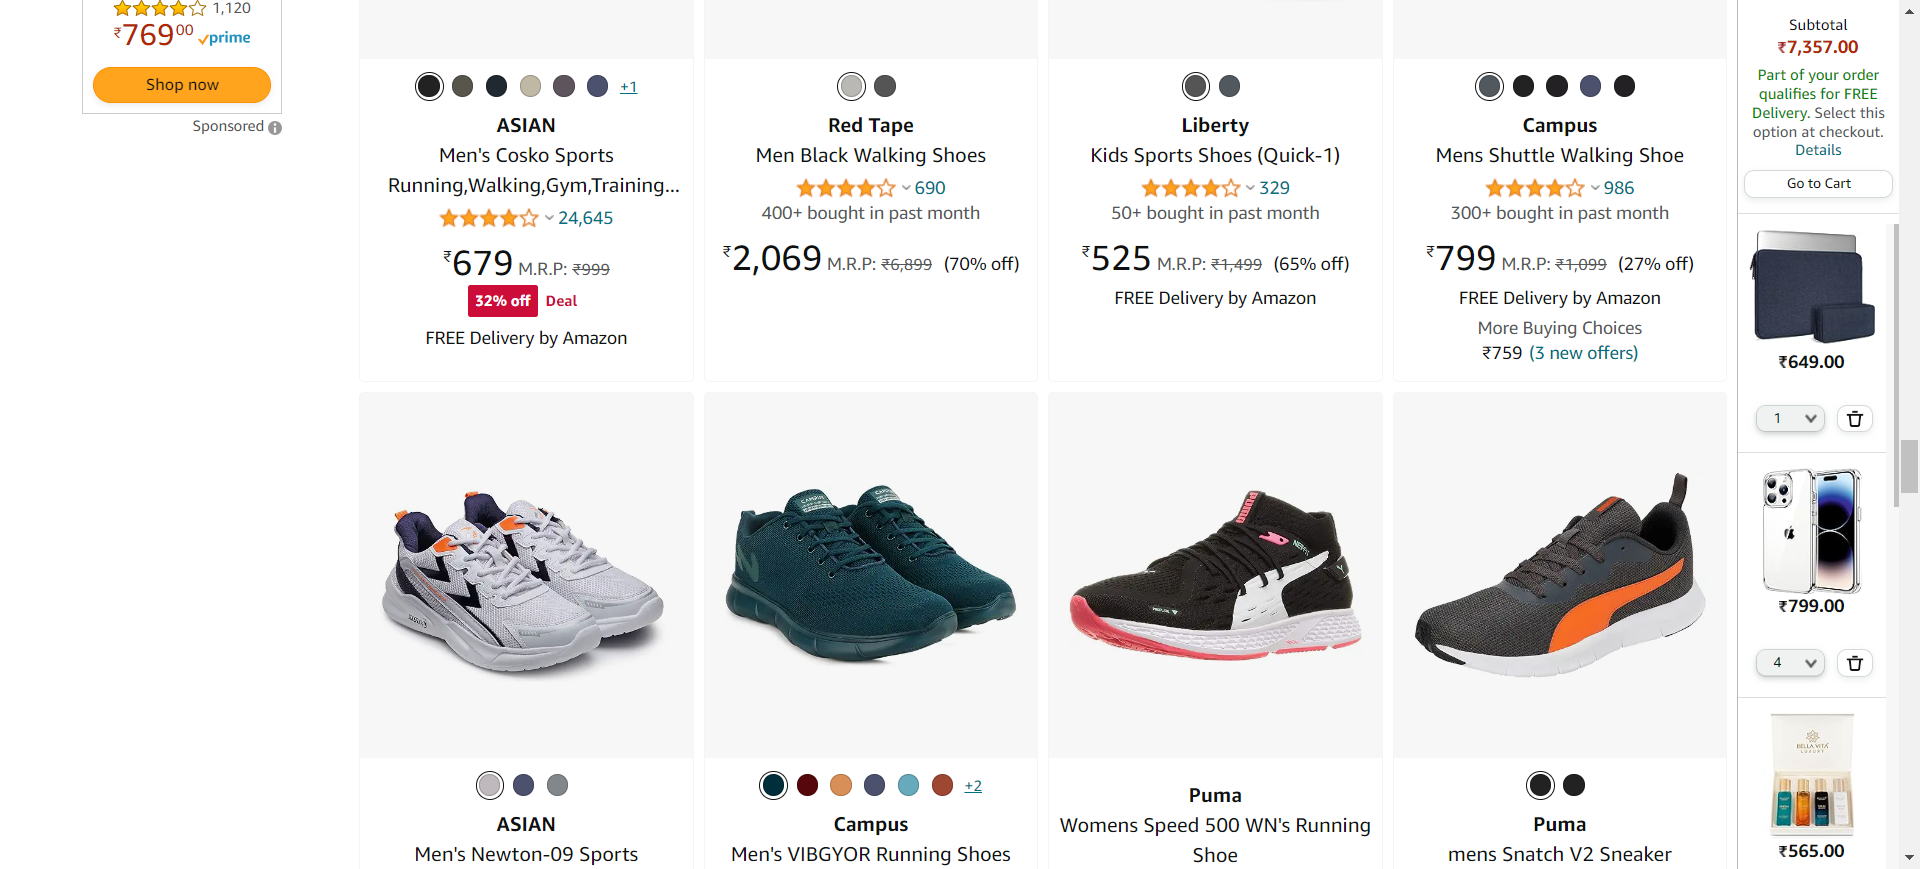 1,120
₹769⁰⁰ prime
Shop now
Sponsored
+1
ASIAN
Men's Cosko Sports
Running,Walking,Gym,Training...
24,645
₹679 M.R.P: ₹999
32% off Deal
FREE Delivery by Amazon
Red Tape
Men Black Walking Shoes
690
400+ bought in past month
₹2,069 M.R.P: ₹6,899 (70% off)
Liberty
Kids Sports Shoes (Quick-1)
329
50+ bought in past month
₹525 M.R.P: ₹1,499 (65% off)
FREE Delivery by Amazon
Campus
Mens Shuttle Walking Shoe
986
300+ bought in past month
₹799 M.R.P: ₹1,099 (27% off)
FREE Delivery by Amazon
More Buying Choices
₹759 (3 new offers)
ASIAN
Men's Newton-09 Sports
CAMPUS
CAMPUS
+2
Campus
Men's VIBGYOR Running Shoes
Puma
Womens Speed 500 WN's Running
Shoe
Puma
mens Snatch V2 Sneaker
Subtotal
₹7,357.00
Part of your order
qualifies for FREE
Delivery. Select this
option at checkout.
Details
Go to Cart
₹649.00
1
₹799.00
4
BELLA VITA
LUXURY
₹565.00